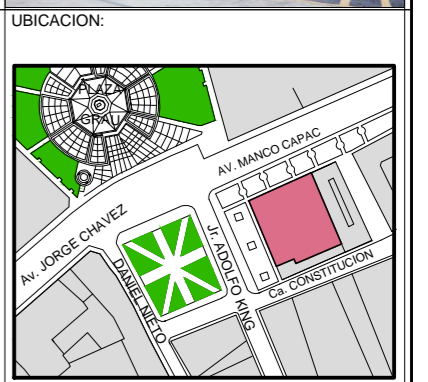 UBICACION:
PLAZA
GRAU
AV. MANCO CAPAC
Av. JORGE CHAVEZ
Jr. ADOLFO KING
DANIEL NIETO
Ca. CONSTITUCION